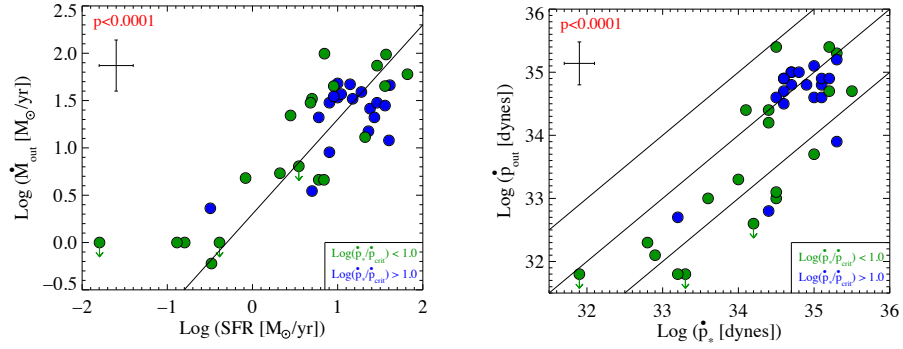 p<0.0001
2.5
2.0
1.5
1.0
0.5
0.0
−0.5
Log (Ṁout [M⊙/yr])
−2
−1
0
1
2
Log (SFR [M⊙/yr])
Log(ṗ*/ṗcrit) < 1.0
Log(ṗ*/ṗcrit) > 1.0
p<0.0001
36
35
34
33
32
Log (ṗout [dynes])
32
33
34
35
36
Log (ṗ* [dynes])
Log(ṗ*/ṗcrit) < 1.0
Log(ṗ*/ṗcrit) > 1.0